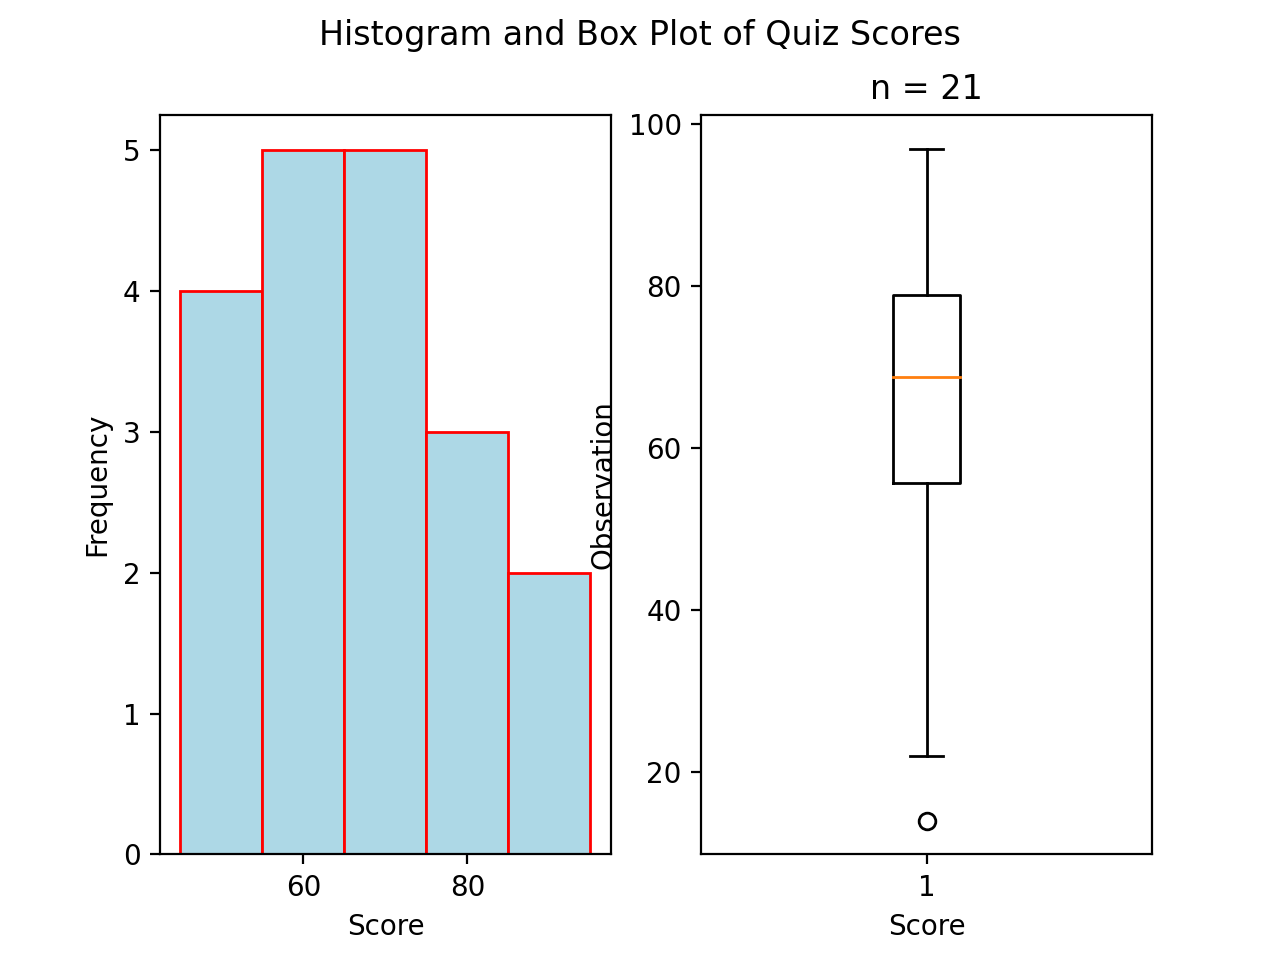 Histogram and Box Plot of Quiz Scores
5
4
3
2
1
0
Frequency
60 80
Score
n = 21
100
80
60
40
20
Observation
1
Score